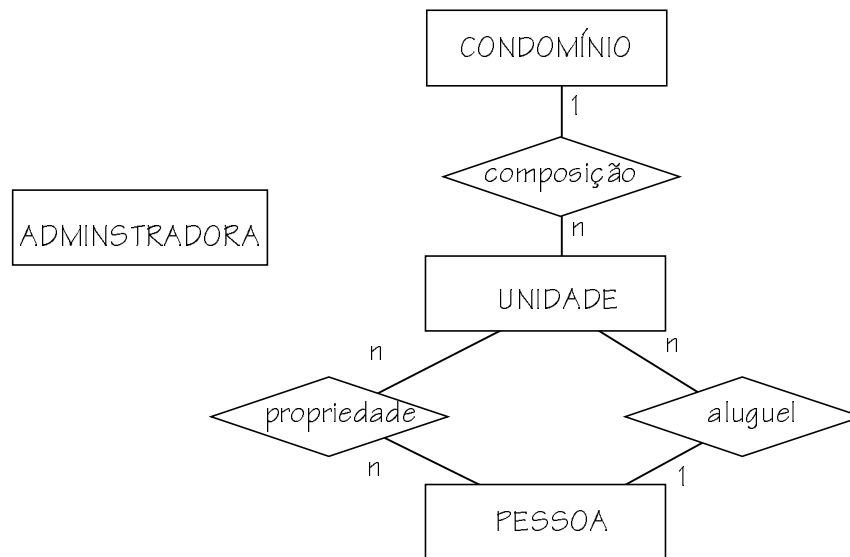 CONDOMÍNIO
1
composição
n
ADMINSTRADORA
UNIDADE
n
n
propriedade
aluguel
n
1
PESSOA